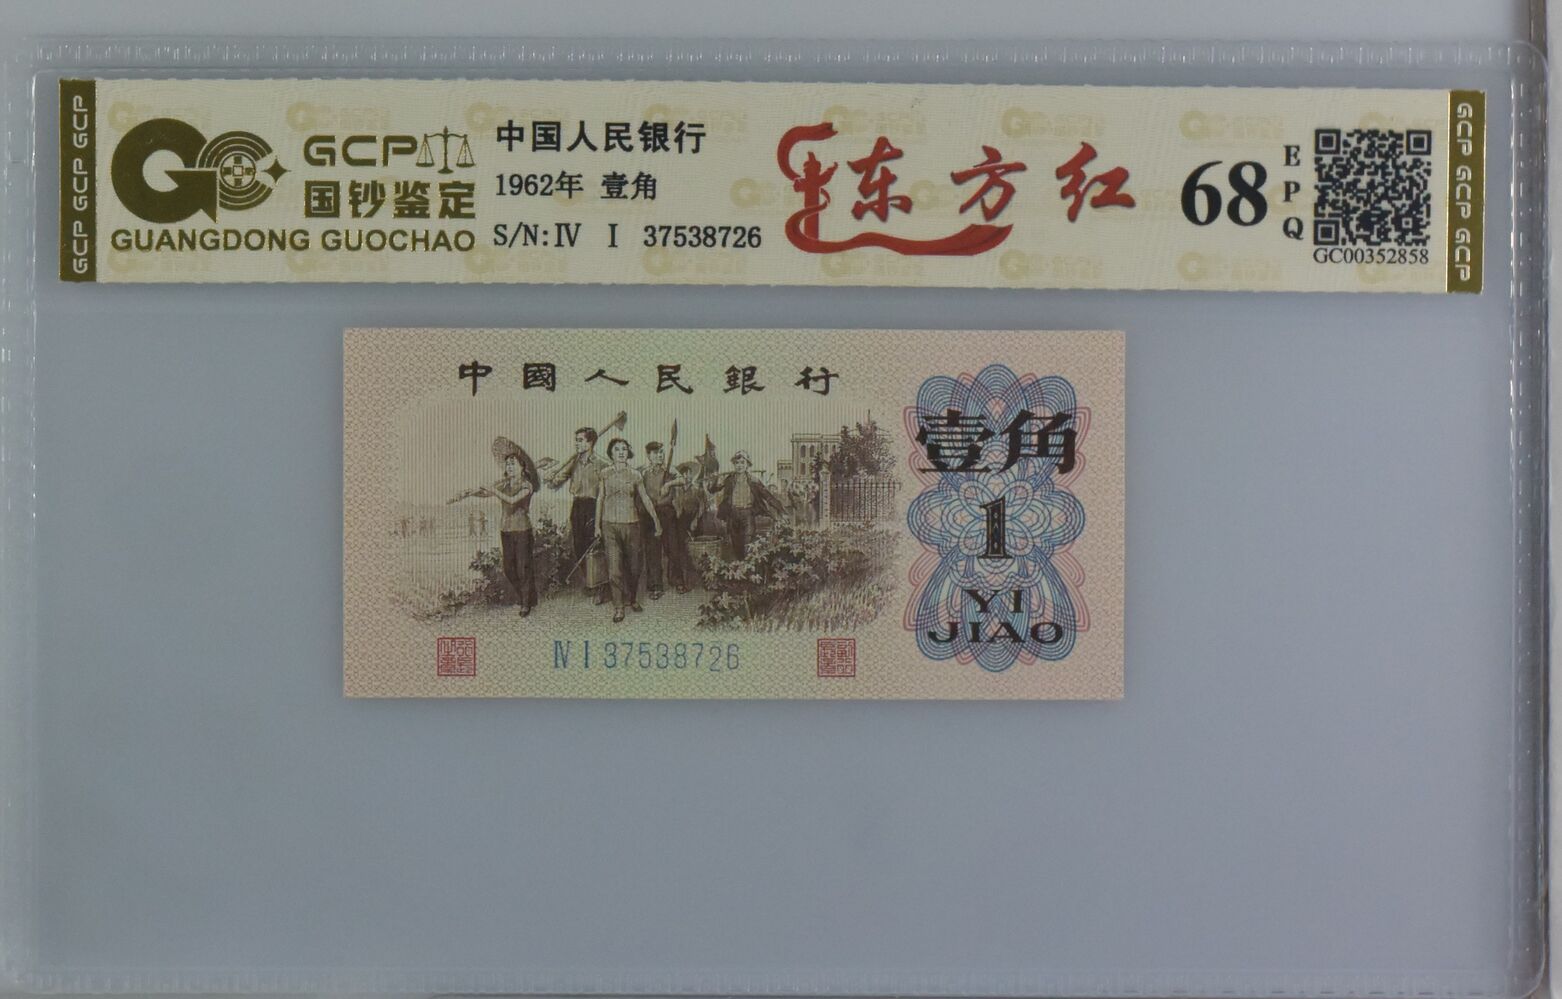 GCP GCP GCP
GCP
国钞鉴定
GUANGDONG GUOCHAO
中国人民银行
1962年 壹角
S/N:Ⅳ Ⅰ 37538726
东方红
68
EPQ
GC00352858
GCP GCP GCP
中國人民銀行
壹角
1
YI
JIAO
Ⅳ Ⅰ 37538726